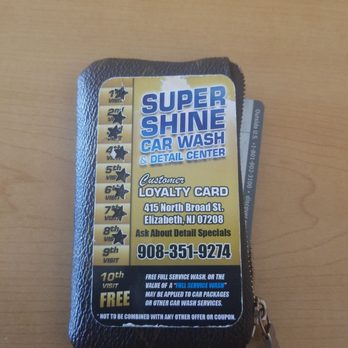 1st VISIT
2nd VISIT
VISIT
4th VISIT
5th VISIT
6th VISIT
7th VISIT
8th VISIT
9th VISIT
10th VISIT FREE
SUPER
SHINE
CAR WASH
& DETAIL CENTER
Customer
LOYALTY CARD
415 North Broad St.
Elizabeth, NJ 07208
Ask About Detail Specials
908-351-9274
FREE FULL SERVICE WASH, OR THE
VALUE OF A "FULL SERVICE WASH"
MAY BE APPLIED TO CAR PACKAGES
OR OTHER CAR WASH SERVICES.
* NOT TO BE COMBINED WITH ANY OTHER OFFER OR COUPON.
Outside U.S.